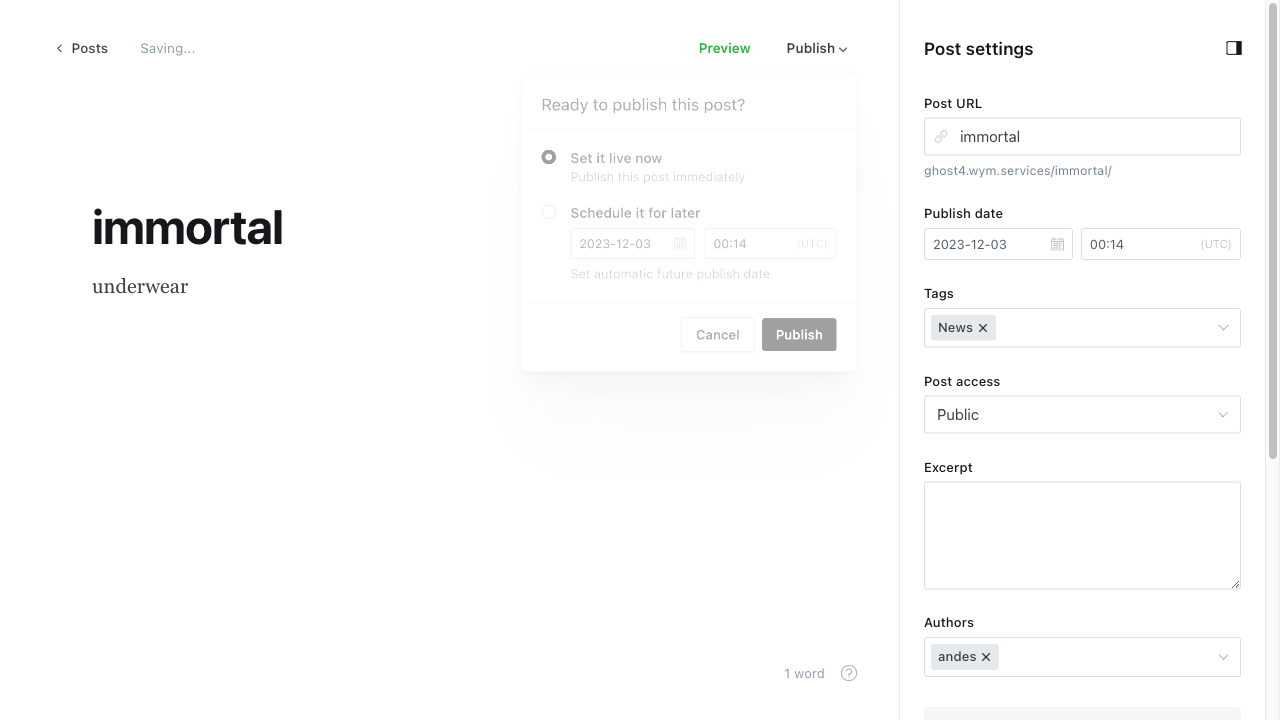 Posts
Saving...
Preview
Publish
Ready to publish this post?
Set it live now
Publish this post immediately
Schedule it for later
2023-12-03
00:14
(UTC)
Set automatic future publish date
Cancel
Publish
immortal
underwear
1 word
?
Post settings
Post URL
immortal
ghost4.wym.services/immortal/
Publish date
2023-12-03
00:14
(UTC)
Tags
News
Post access
Public
Excerpt
Authors
andes